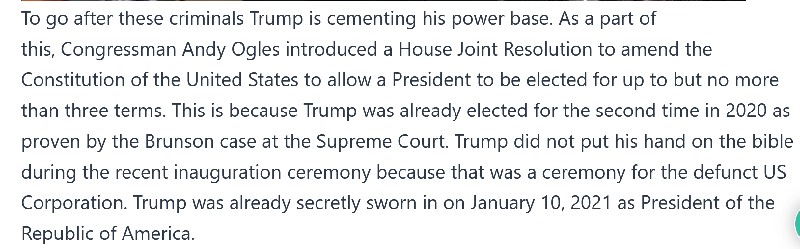 To go after these criminals Trump is cementing his power base. As a part of
this, Congressman Andy Ogles introduced a House Joint Resolution to amend the
Constitution of the United States to allow a President to be elected for up to but no more
than three terms. This is because Trump was already elected for the second time in 2020 as
proven by the Brunson case at the Supreme Court. Trump did not put his hand on the bible
during the recent inauguration ceremony because that was a ceremony for the defunct US
Corporation. Trump was already secretly sworn in on January 10, 2021 as President of the
Republic of America.